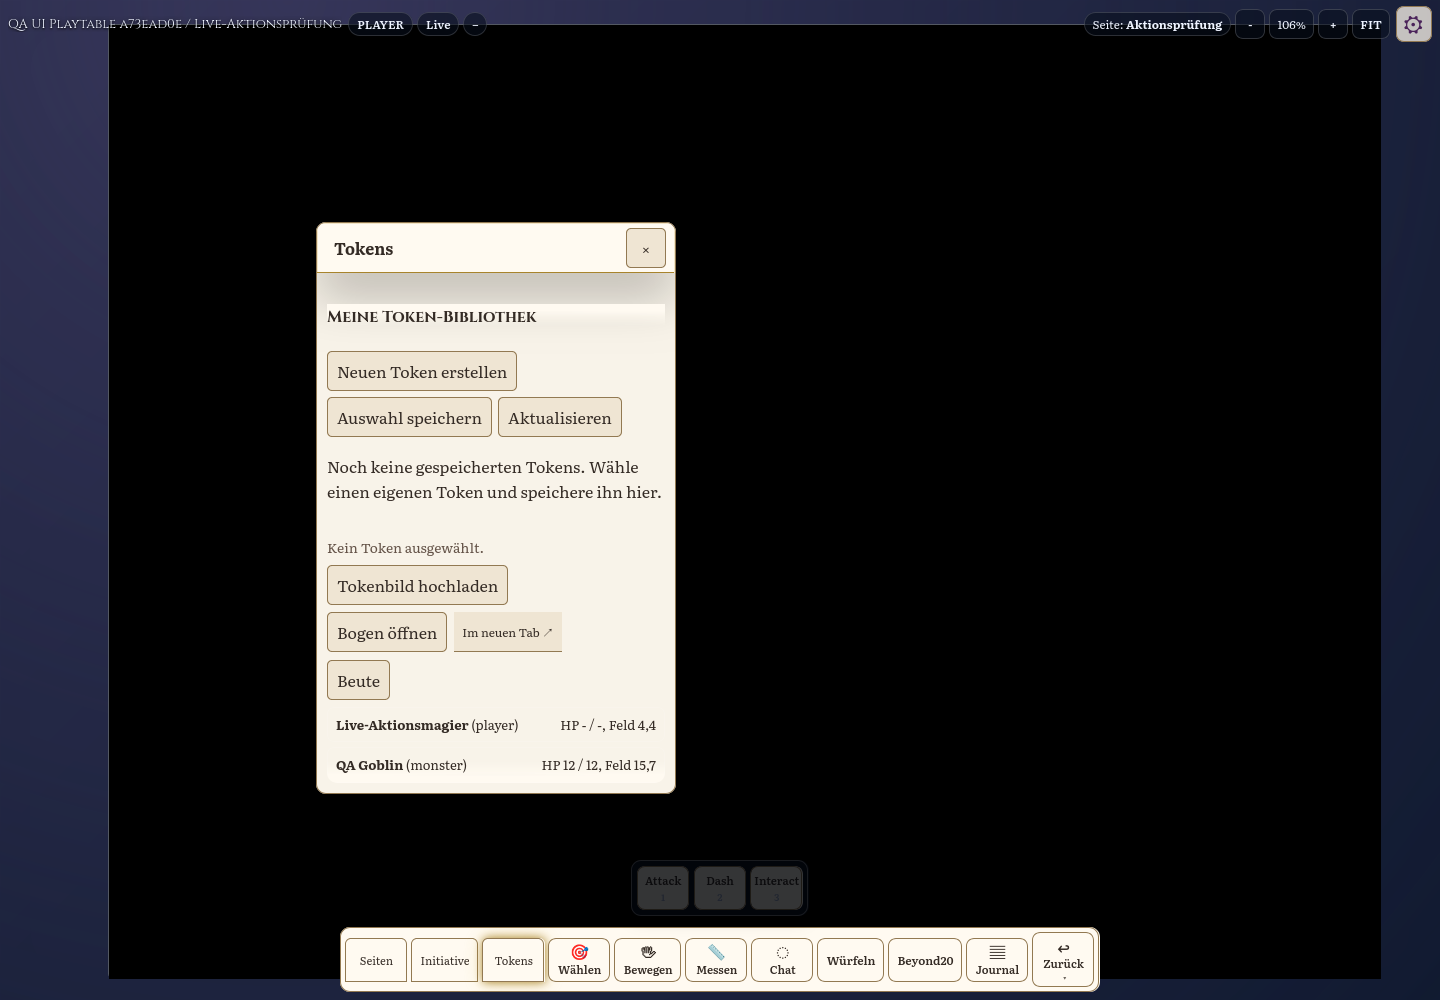 QA UI Playtable a73ead0e / Live-Aktionsprüfung PLAYER Live –
Seite: Aktionsprüfung - 106% + FIT
Tokens ×
Meine Token-Bibliothek
Neuen Token erstellen
Auswahl speichern Aktualisieren
Noch keine gespeicherten Tokens. Wähle
einen eigenen Token und speichere ihn hier.
Kein Token ausgewählt.
Tokenbild hochladen
Bogen öffnen Im neuen Tab ↗
Beute
Live-Aktionsmagier (player) HP - / -, Feld 4,4
QA Goblin (monster) HP 12 / 12, Feld 15,7
Attack Dash Interact
1 2 3
Seiten Initiative Tokens Wählen Bewegen Messen Chat Würfeln Beyond20 Journal Zurück